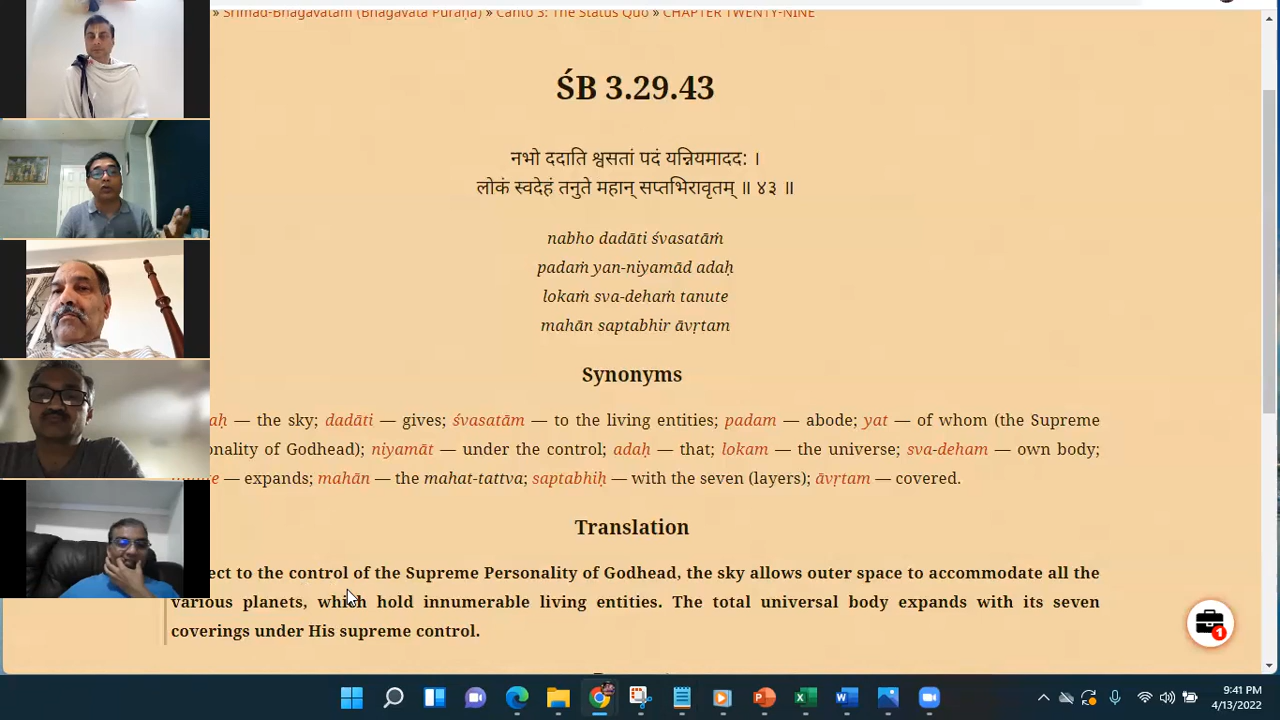 » Śrīmad-Bhāgavatam (Bhāgavata Purāṇa) » Canto 3: The Status Quo » CHAPTER TWENTY-NINE
ŚB 3.29.43
नभो ददाति श्वसतां पदं यन्नियमादद: ।
लोकं स्वदेहं तनुते महान् सप्तभिरावृतम् ॥ ४३ ॥
nabho dadāti śvasatāṁ
padaṁ yan-niyamād adaḥ
lokaṁ sva-dehaṁ tanute
mahān saptabhir āvṛtam
Synonyms
aḥ — the sky; dadāti — gives; śvasatām — to the living entities; padam — abode; yat — of whom (the Supreme
onality of Godhead); niyamāt — under the control; adaḥ — that; lokam — the universe; sva-deham — own body;
e — expands; mahān — the mahat-tattva; saptabhiḥ — with the seven (layers); āvṛtam — covered.
Translation
ect to the control of the Supreme Personality of Godhead, the sky allows outer space to accommodate all the
various planets, which hold innumerable living entities. The total universal body expands with its seven
coverings under His supreme control.
1
9:41 PM
4/13/2022